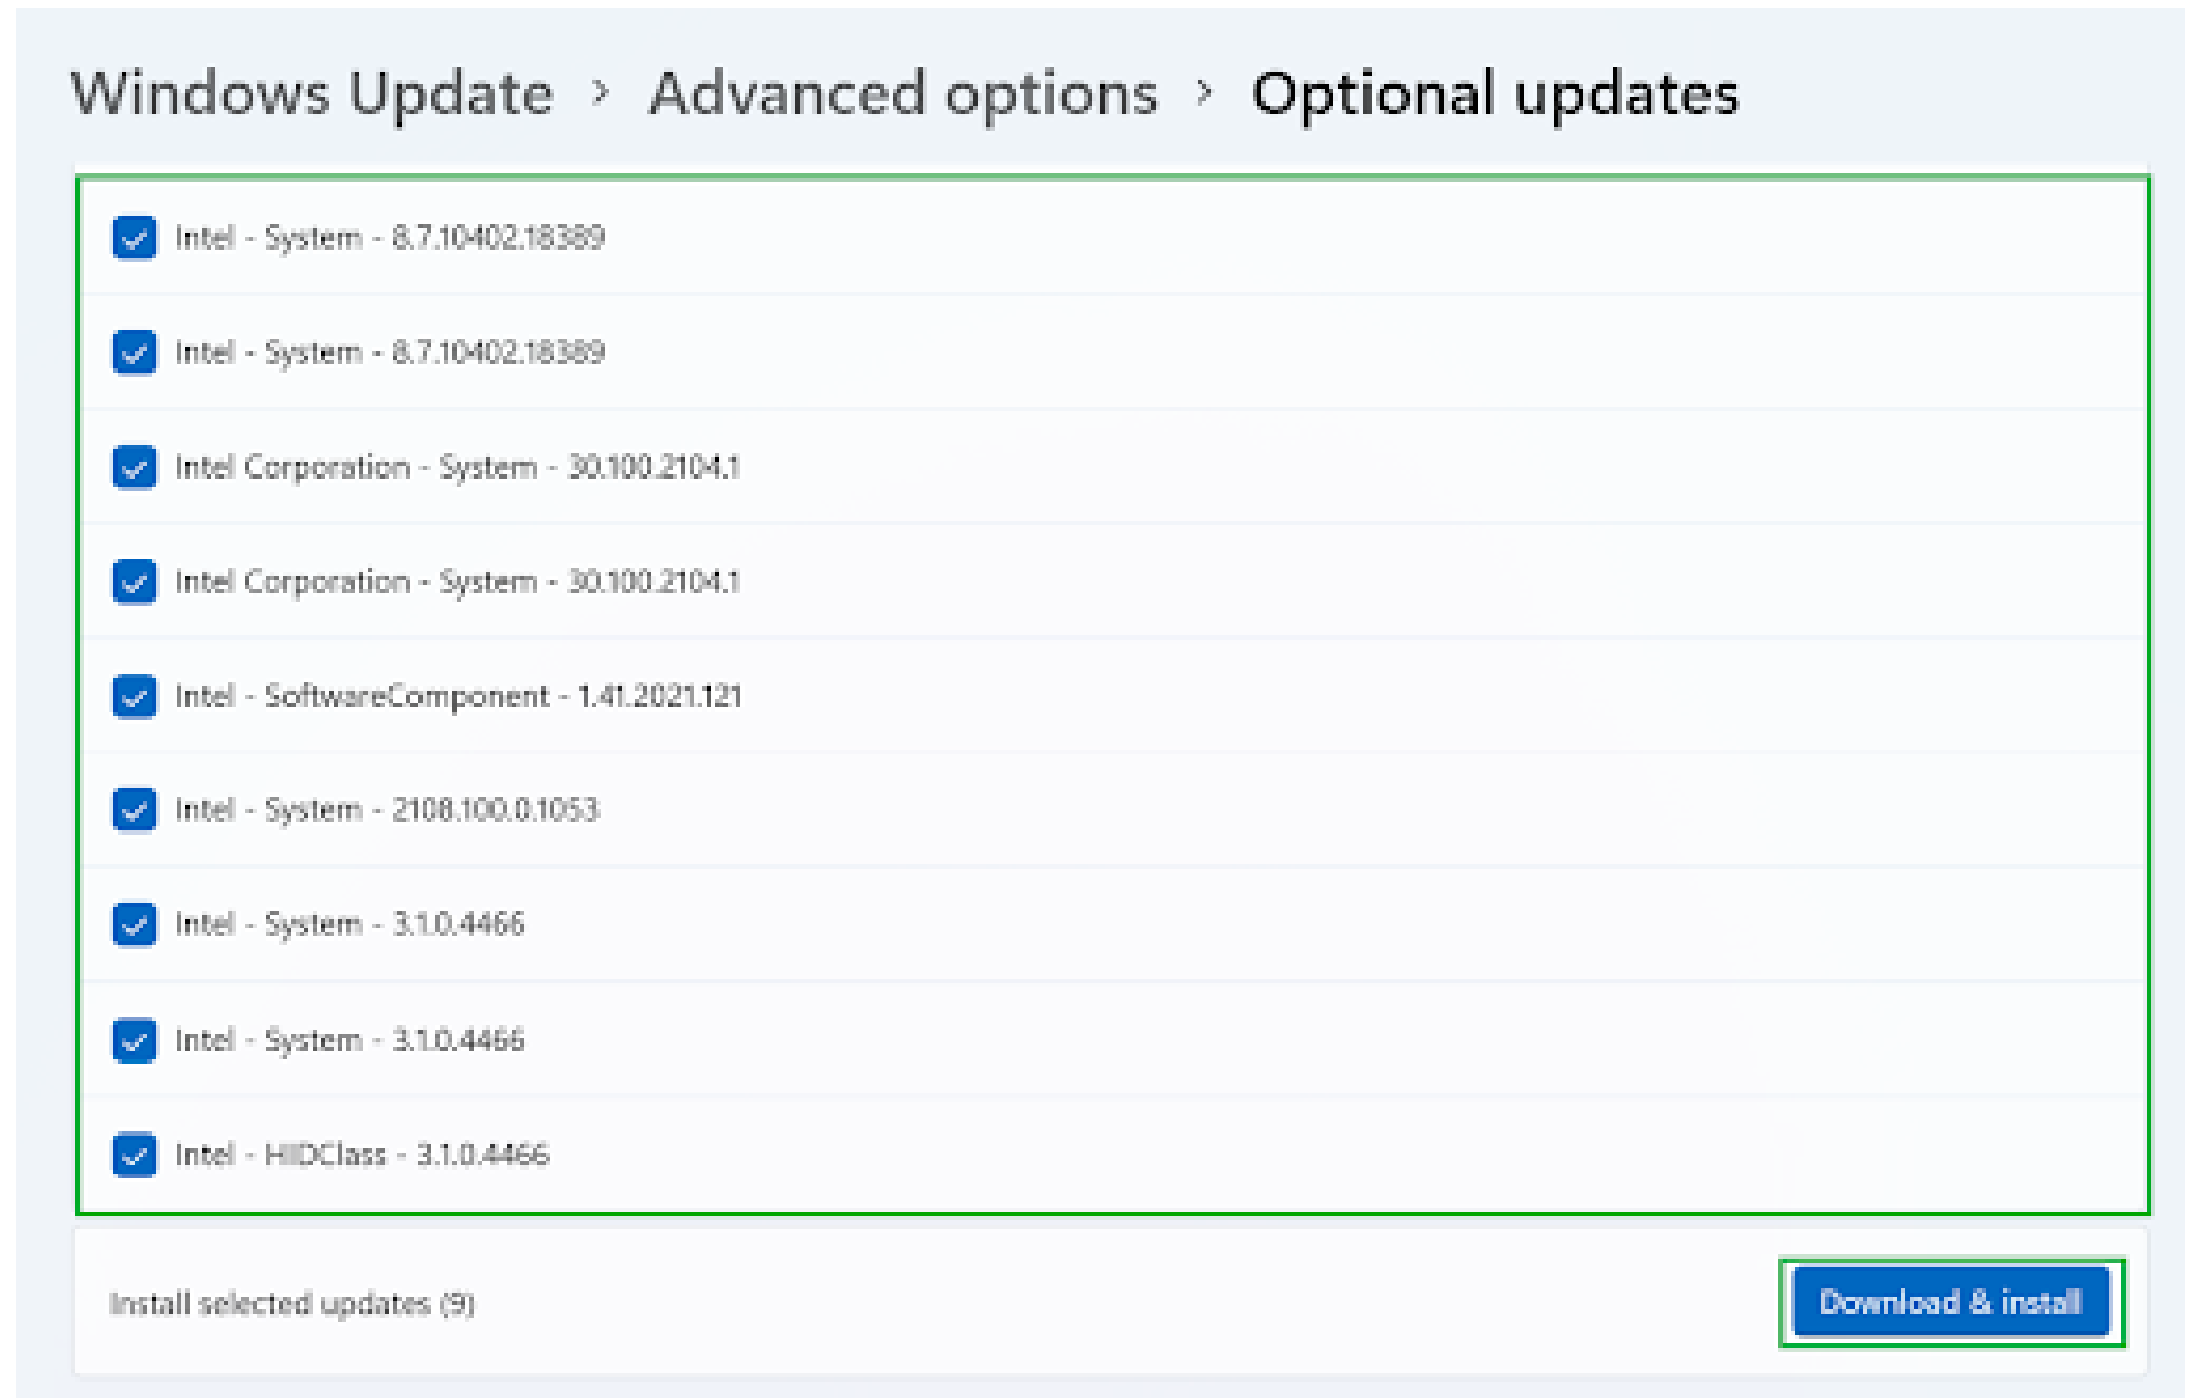 Windows Update > Advanced options > Optional updates
Intel - System - 8.7.10402.18389
Intel - System - 8.7.10402.18389
Intel Corporation - System - 30.100.2104.1
Intel Corporation - System - 30.100.2104.1
Intel - SoftwareComponent - 1.41.2021.121
Intel - System - 2108.100.0.1053
Intel - System - 3.1.0.4466
Intel - System - 3.1.0.4466
Intel - HIDClass - 3.1.0.4466
Install selected updates (9)
Download & install